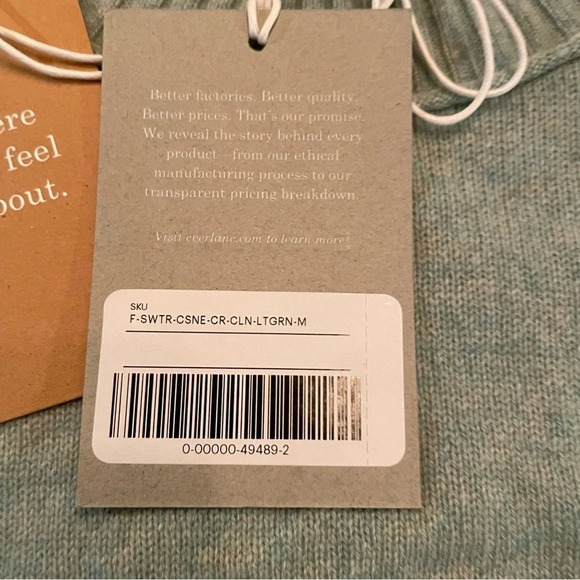 ere
feel
bout.
Better factories. Better quality.
Better prices. That's our promise.
We reveal the story behind every
product—from our ethical
manufacturing process to our
transparent pricing breakdown.
Visit everlane.com to learn more.
SKU
F-SWTR-CSNE-CR-CLN-LTGRN-M
0-00000-49489-2